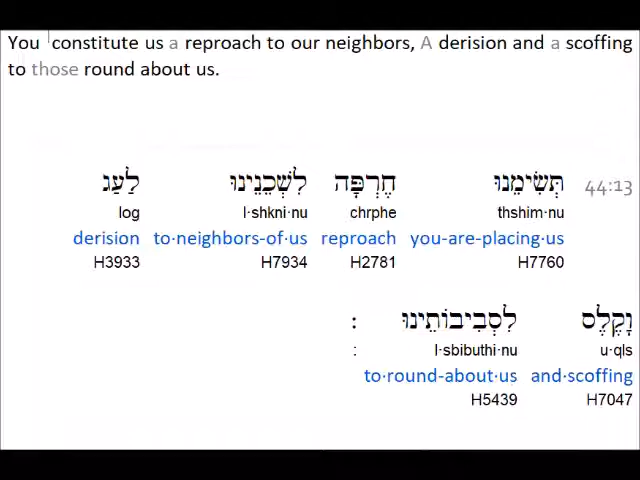 You constitute us a reproach to our neighbors, A derision and a scoffing
to those round about us.
44:13 תְּשִׂימֵנוּ חֶרְפָּה לִשְׁכֵנֵינוּ לַעַג
thshim·nu chrphe l·shkni·nu log
you-are-placing·us reproach to·neighbors-of·us derision
H7760 H2781 H7934 H3933
וָקֶלֶס לִסְבִיבוֹתֵינוּ :
u·qls l·sbibuthi·nu :
and·scoffing to·round-about·us
H7047 H5439